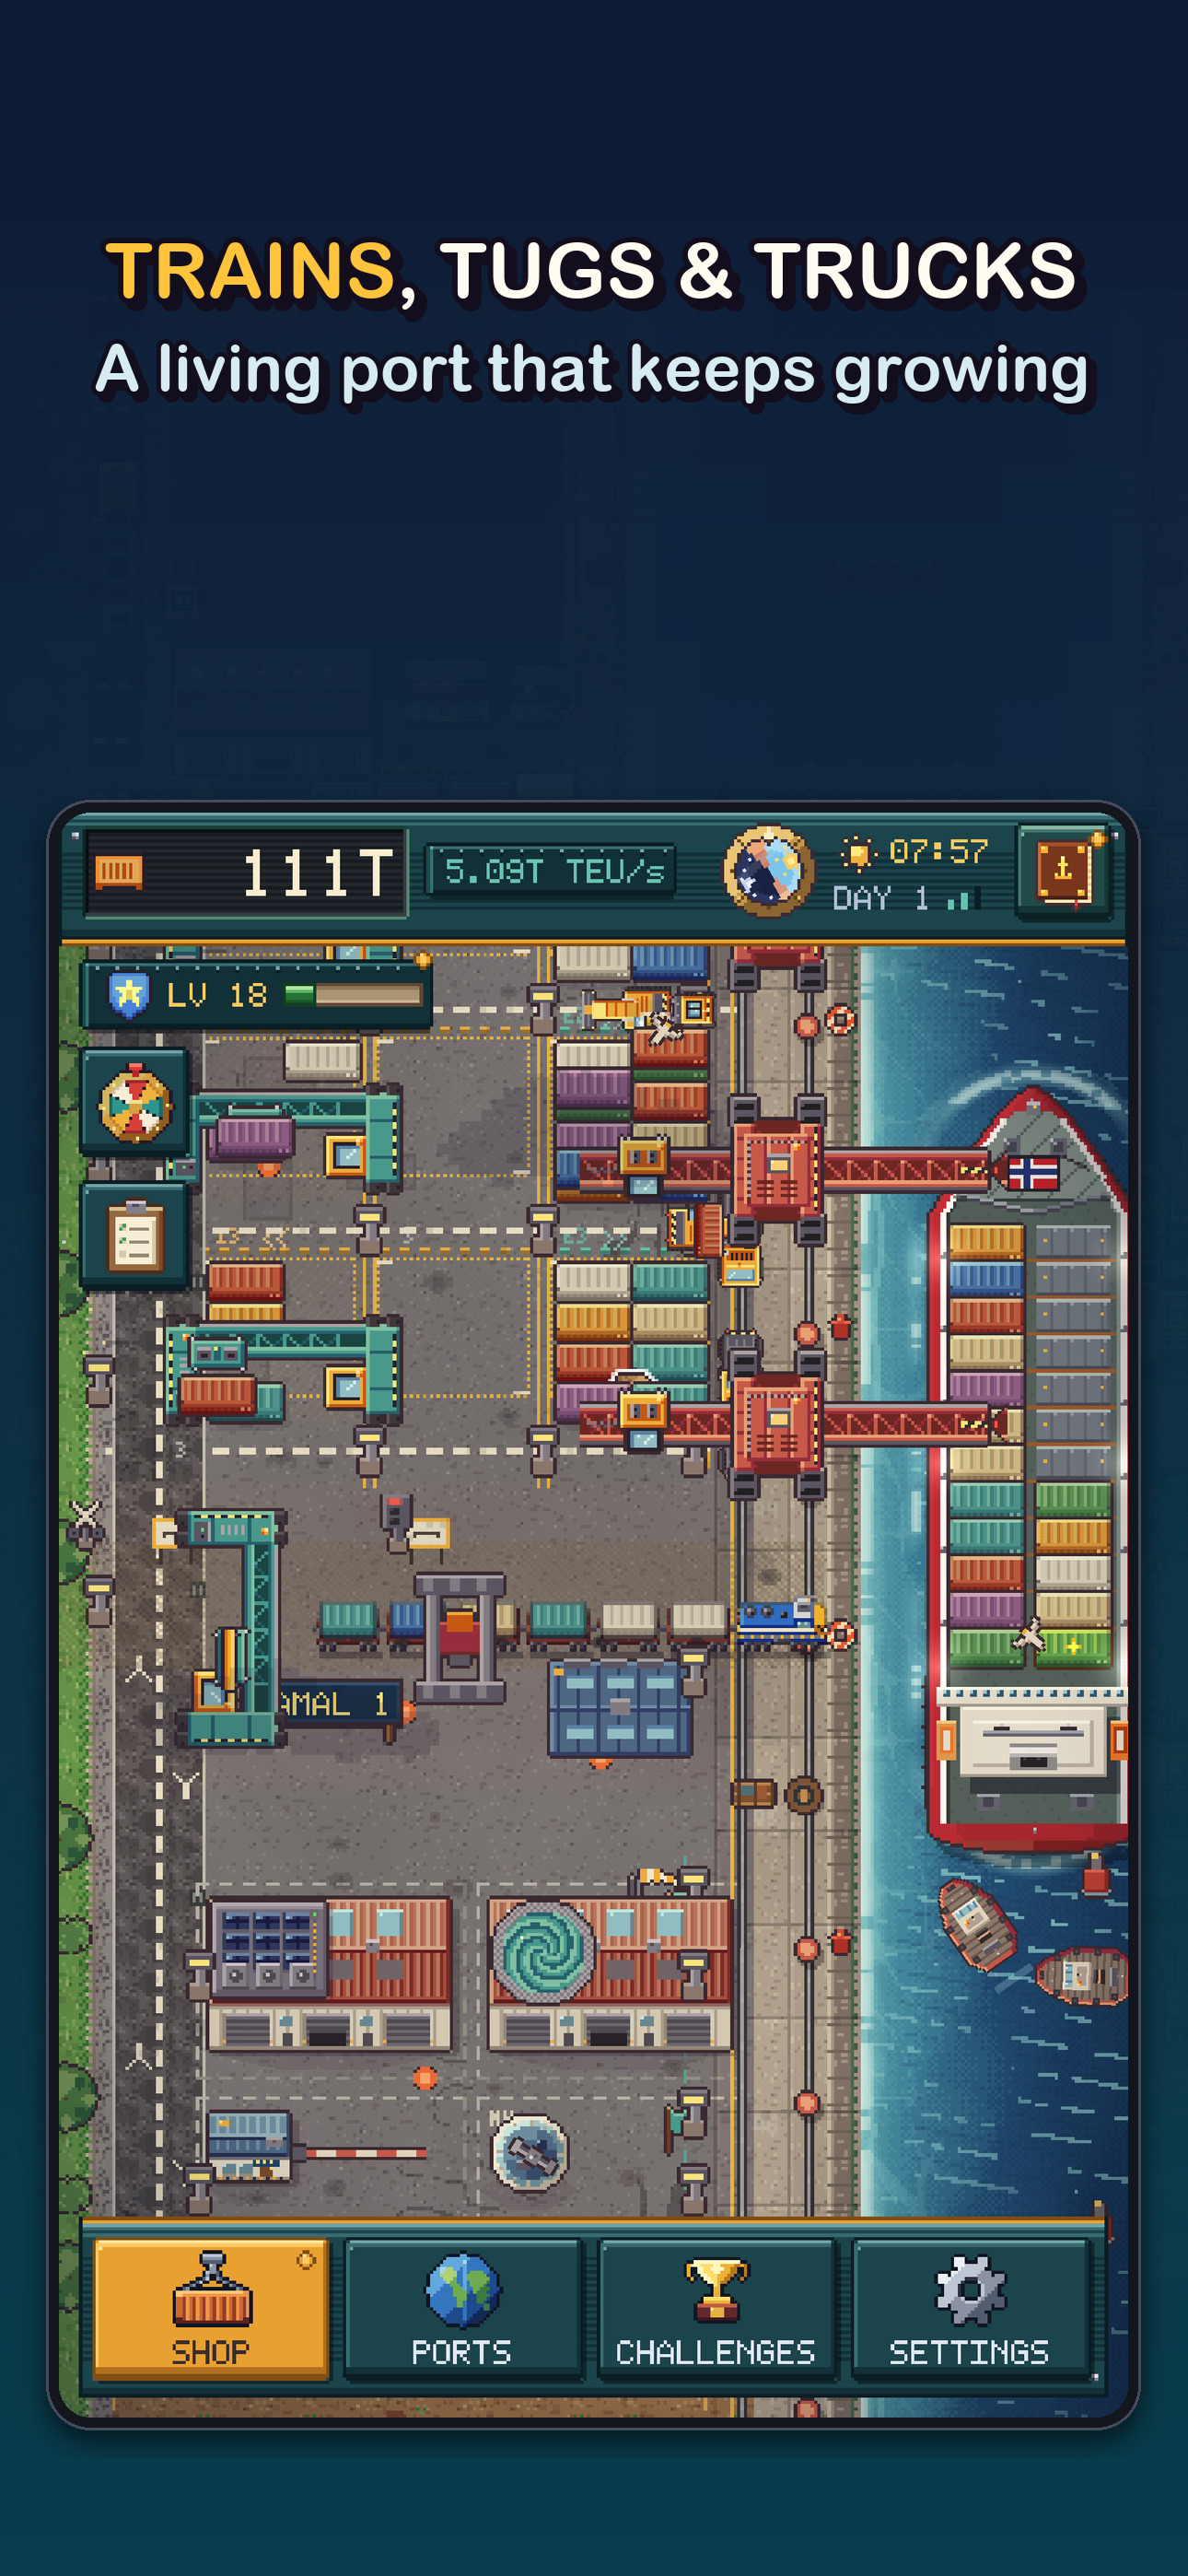 TRAINS, TUGS & TRUCKS
A living port that keeps growing
111T
5.09T TEU/s
07:57
DAY 1
LV 18
3
AMAL 1
SHOP
PORTS
CHALLENGES
SETTINGS